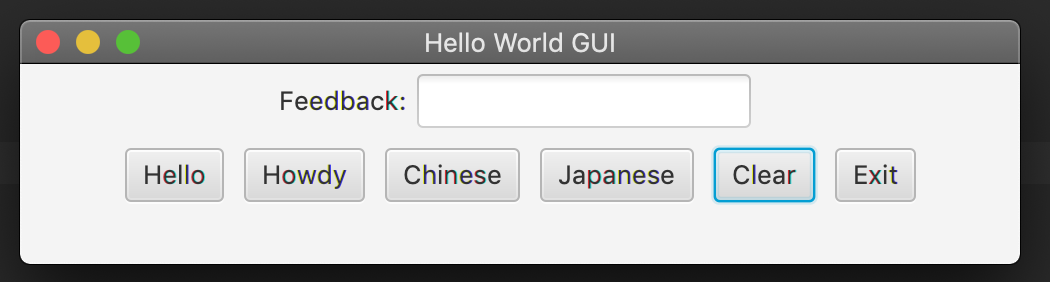 Hello World GUI
Feedback:
Hello Howdy Chinese Japanese Clear Exit